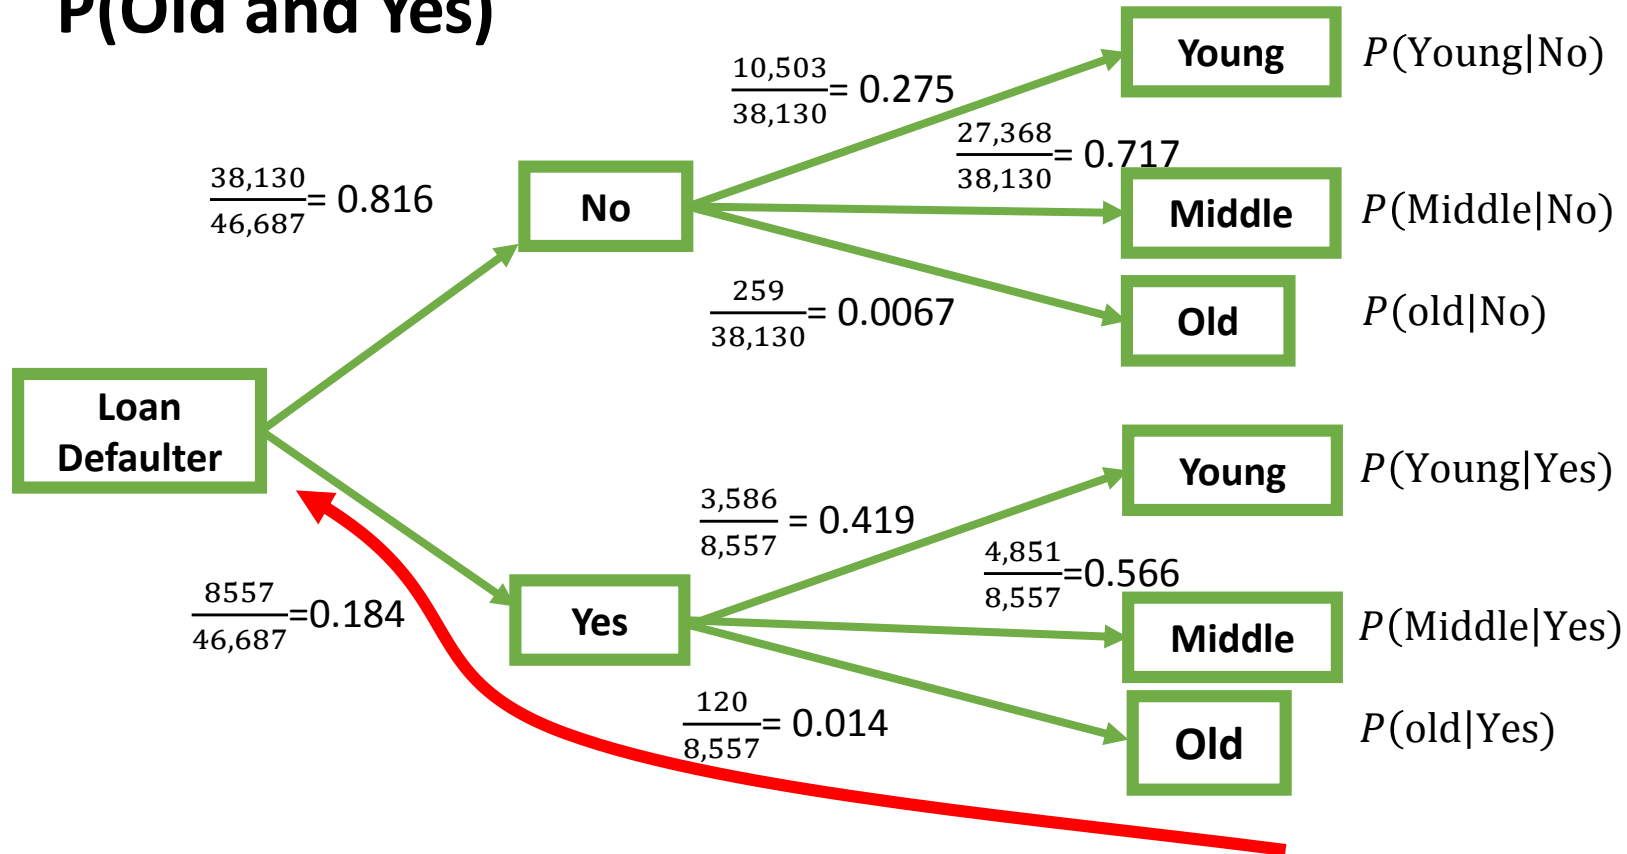 P(Old and Yes)
Young
P(Young|No)
10,503
38,130
= 0.275
27,368
38,130
= 0.717
38,130
46,687
= 0.816
No
Middle
P(Middle|No)
259
38,130
= 0.0067
Old
P(old|No)
Loan
Defaulter
Young
P(Young|Yes)
3,586
8,557
= 0.419
4,851
8,557
=0.566
8557
46,687
=0.184
Yes
Middle
P(Middle|Yes)
120
8,557
= 0.014
Old
P(old|Yes)